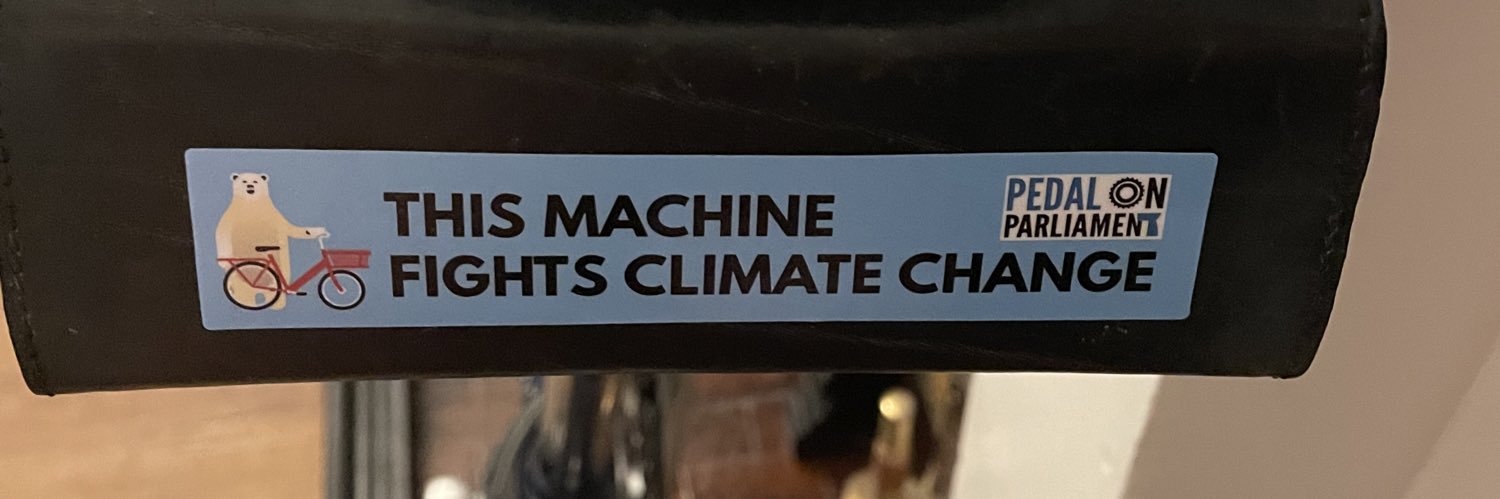 THIS MACHINE
FIGHTS CLIMATE CHANGE
PEDAL ON
PARLIAMENT